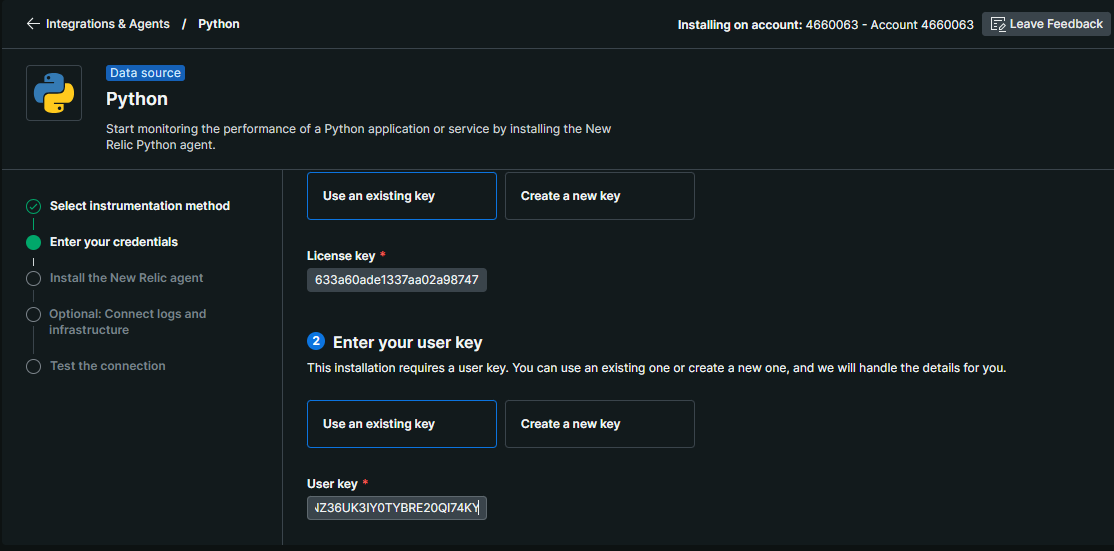 Integrations & Agents / Python
Installing on account: 4660063 - Account 4660063
Leave Feedback
Data source
Python
Start monitoring the performance of a Python application or service by installing the New
Relic Python agent.
Select instrumentation method
Enter your credentials
Install the New Relic agent
Optional: Connect logs and
infrastructure
Test the connection
Use an existing key
Create a new key
License key *
633a60ade1337aa02a98747
2 Enter your user key
This installation requires a user key. You can use an existing one or create a new one, and we will handle the details for you.
Use an existing key
Create a new key
User key *
NZ36UK3IY0TYBRE20QI74KY